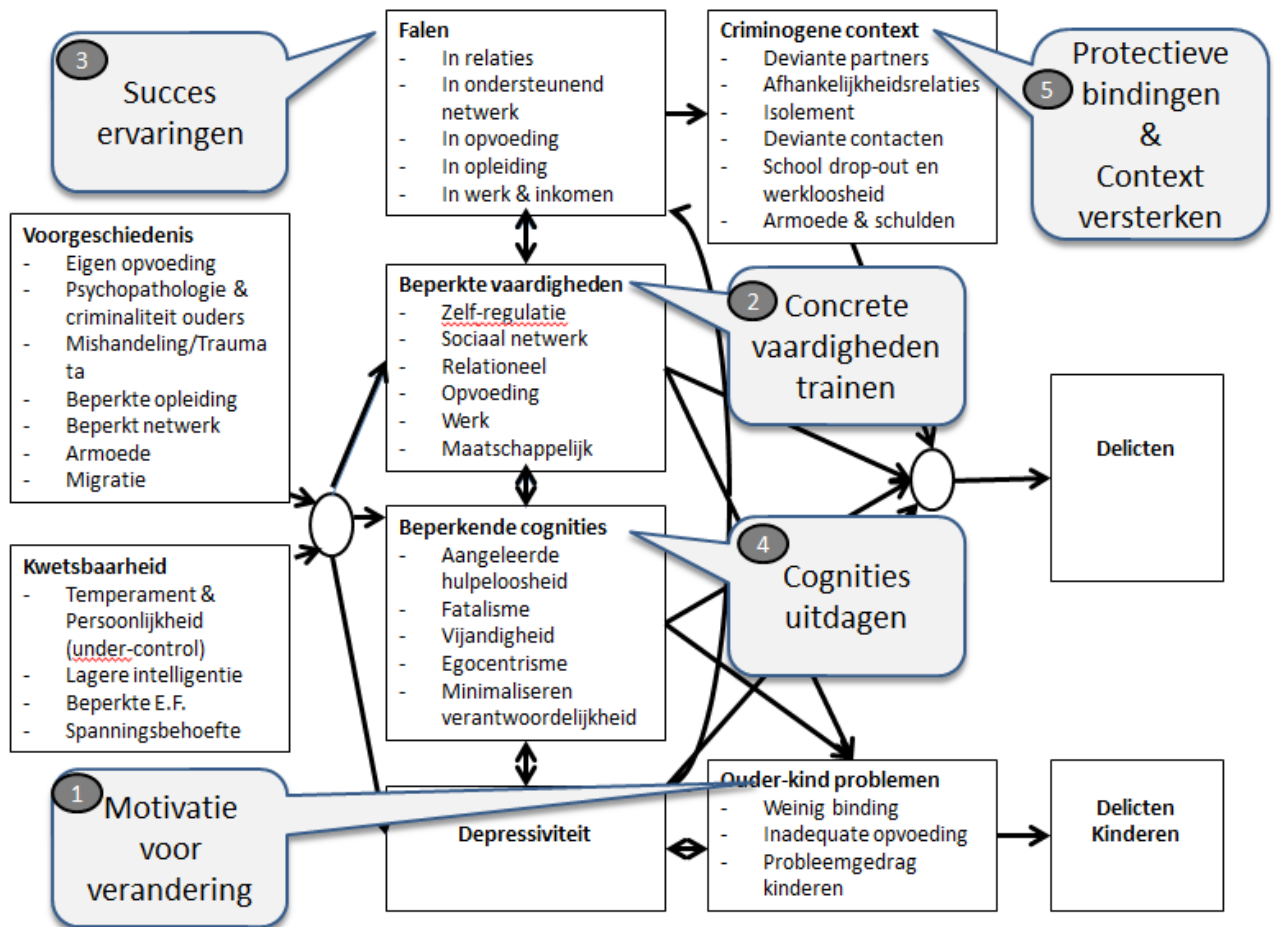 Falen
- In relaties
- In ondersteunend
netwerk
- In opvoeding
- In opleiding
- In werk & inkomen
Criminogene context
- Deviante partners
- Afhankelijkheidsrelaties
- Isolement
- Deviante contacten
- School drop-out en
werkloosheid
- Armoede & schulden
3
Succes
ervaringen
5
Protectieve
bindingen
&
Context
versterken
Voorgeschiedenis
- Eigen opvoeding
- Psychopathologie &
criminaliteit ouders
- Mishandeling/Trauma
ta
- Beperkte opleiding
- Beperkt netwerk
- Armoede
- Migratie
Beperkte vaardigheden
- Zelf-regulatie
- Sociaal netwerk
- Relationeel
- Opvoeding
- Werk
- Maatschappelijk
2
Concrete
vaardigheden
trainen
Delicten
Kwetsbaarheid
- Temperament &
Persoonlijkheid
(under-control)
- Lagere intelligentie
- Beperkte E.F.
- Spanningsbehoefte
Beperkende cognities
- Aangeleerde
hulpeloosheid
- Fatalisme
- Vijandigheid
- Egocentrisme
- Minimaliseren
verantwoordelijkheid
4
Cognities
uitdagen
1
Motivatie
voor
verandering
Depressiviteit
Ouder-kind problemen
- Weinig binding
- Inadequate opvoeding
- Probleemgedrag
kinderen
Delicten
Kinderen